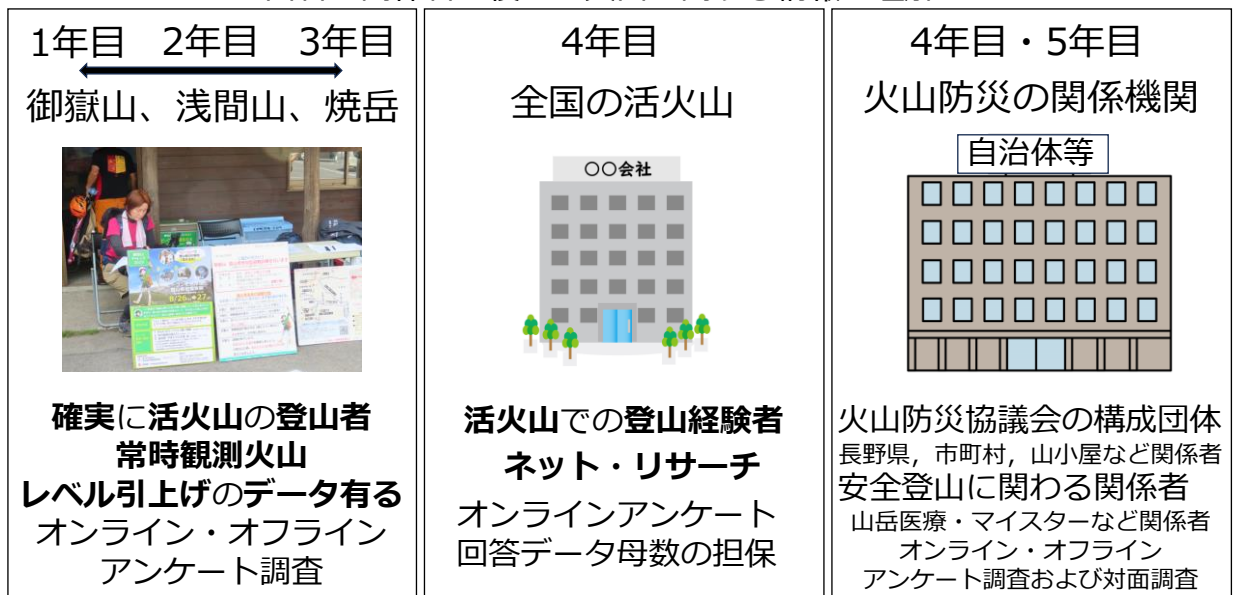 1年目　2年目　3年目
御嶽山、浅間山、焼岳
確実に活火山の登山者
常時観測火山
レベル引上げのデータ有る
オンライン・オフライン
アンケート調査
4年目
全国の活火山
○○会社
活火山での登山経験者
ネット・リサーチ
オンラインアンケート
回答データ母数の担保
4年目・5年目
火山防災の関係機関
自治体等
火山防災協議会の構成団体
長野県，市町村，山小屋など関係者
安全登山に関わる関係者
山岳医療・マイスターなど関係者
オンライン・オフライン
アンケート調査および対面調査